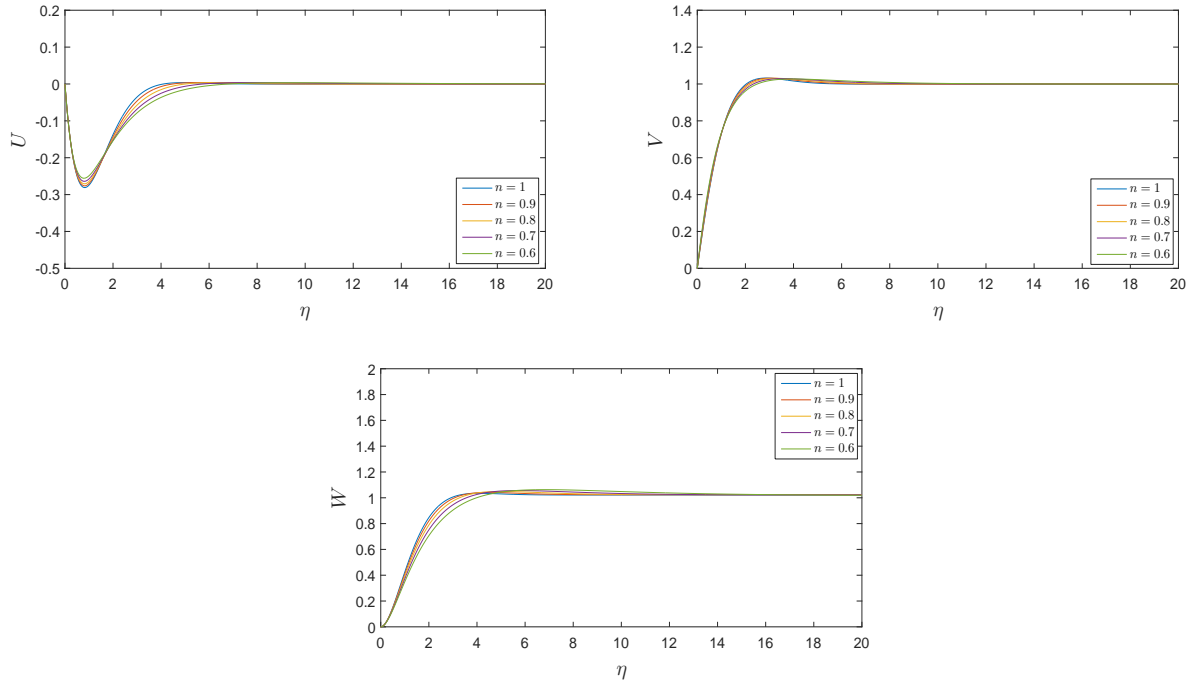 0.2
0.1
0
-0.1
-0.2
-0.3
-0.4
-0.5
U
0 2 4 6 8 10 12 14 16 18 20
η
n = 1
n = 0.9
n = 0.8
n = 0.7
n = 0.6
1.4
1.2
1
0.8
0.6
0.4
0.2
0
V
0 2 4 6 8 10 12 14 16 18 20
η
n = 1
n = 0.9
n = 0.8
n = 0.7
n = 0.6
2
1.8
1.6
1.4
1.2
1
0.8
0.6
0.4
0.2
0
W
0 2 4 6 8 10 12 14 16 18 20
η
n = 1
n = 0.9
n = 0.8
n = 0.7
n = 0.6